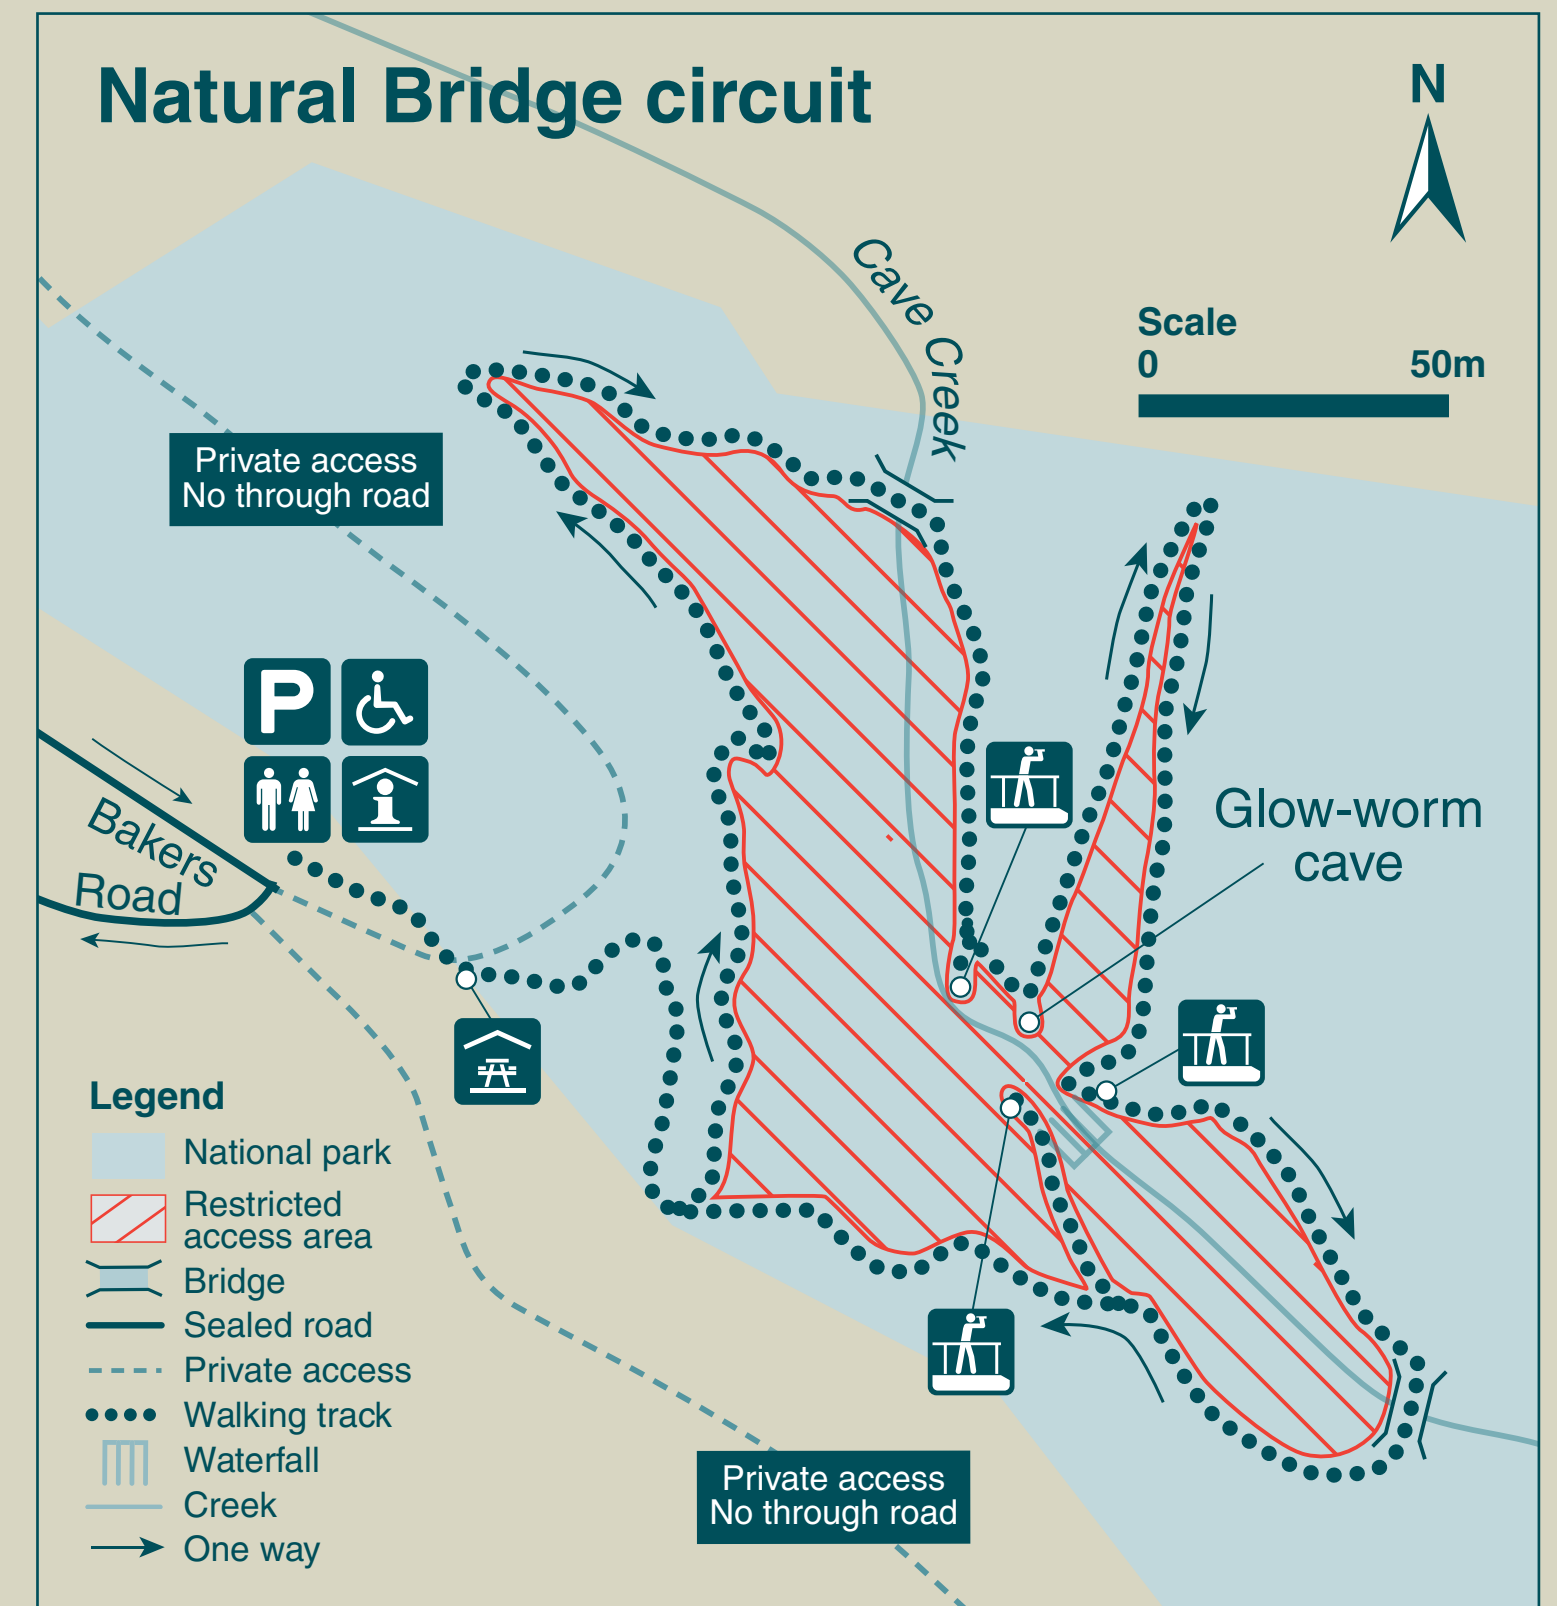 Natural Bridge circuit
N
Cave Creek
Scale
0 50m
Private access
No through road
P
Bakers
Road
Glow-worm
cave
Legend
National park
Restricted
access area
Bridge
Sealed road
Private access
Walking track
Waterfall
Creek
One way
Private access
No through road